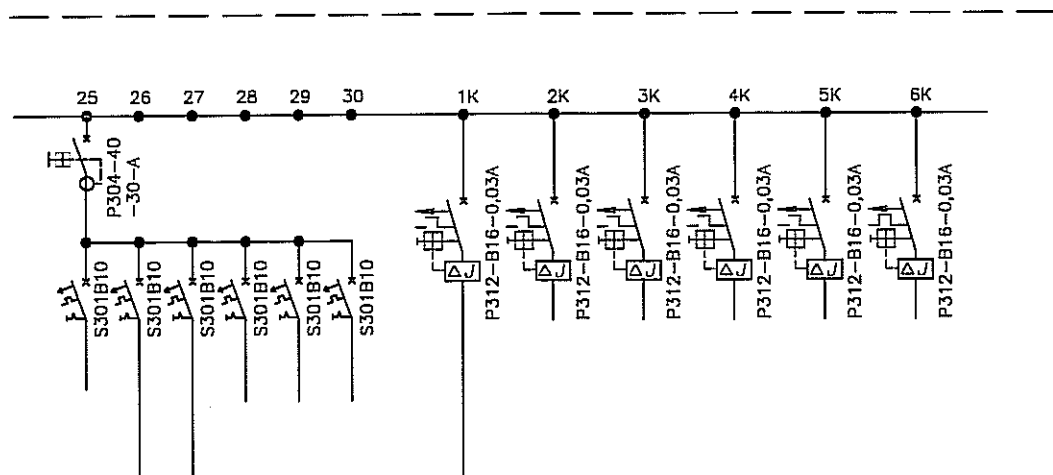 25 26 27 28 29 30 1K 2K 3K 4K 5K 6K
P304-40
-30-A
S301B10
S301B10
S301B10
S301B10
S301B10
S301B10
P312-B16-0,03A
P312-B16-0,03A
P312-B16-0,03A
P312-B16-0,03A
P312-B16-0,03A
P312-B16-0,03A
ΔJ
ΔJ
ΔJ
ΔJ
ΔJ
ΔJ